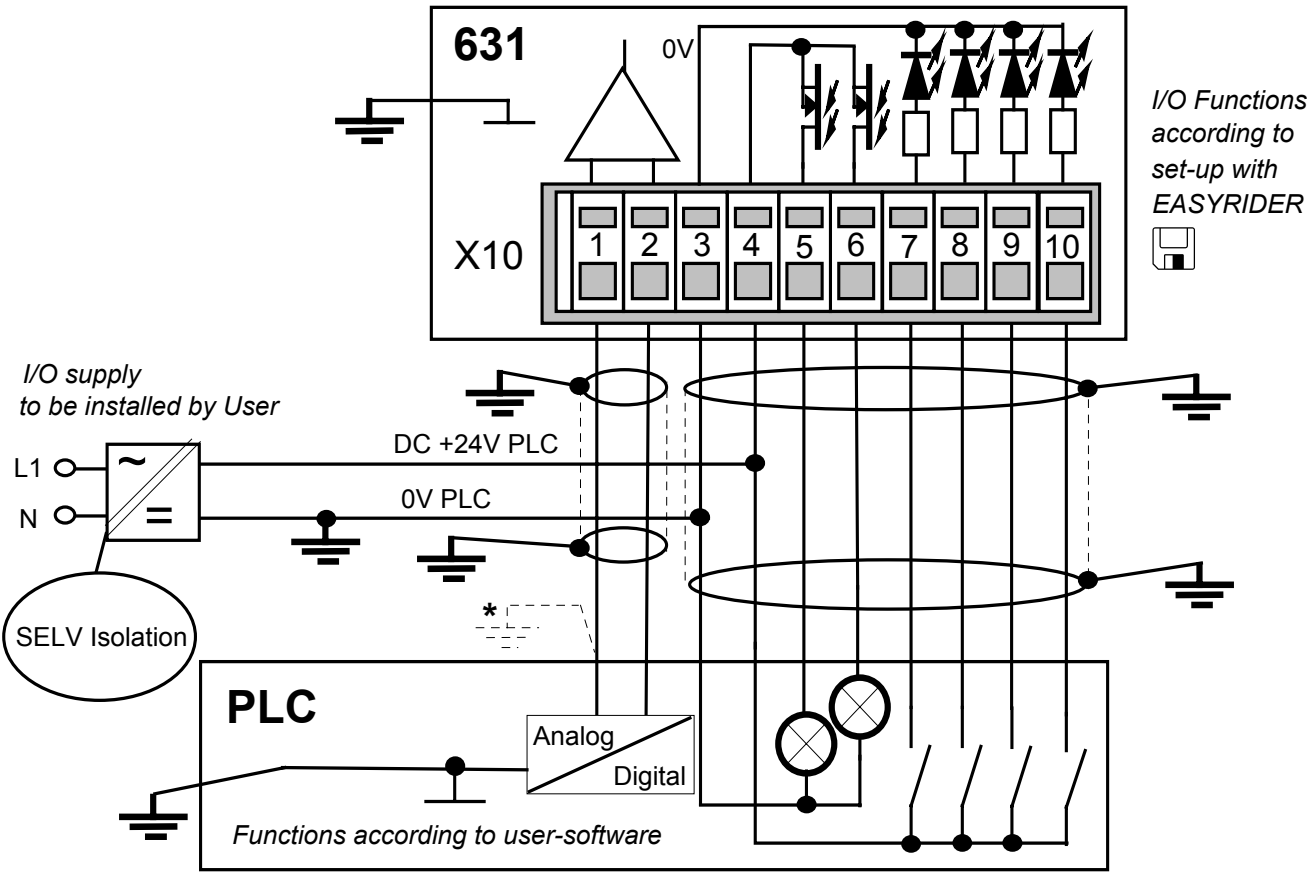 631
0V
I/O Functions
according to
set-up with
EASYRIDER
X10
1 2 3 4 5 6 7 8 9 10
I/O supply
to be installed by User
L1
N
~
=
DC +24V PLC
0V PLC
SELV Isolation
*
PLC
Analog
Digital
Functions according to user-software